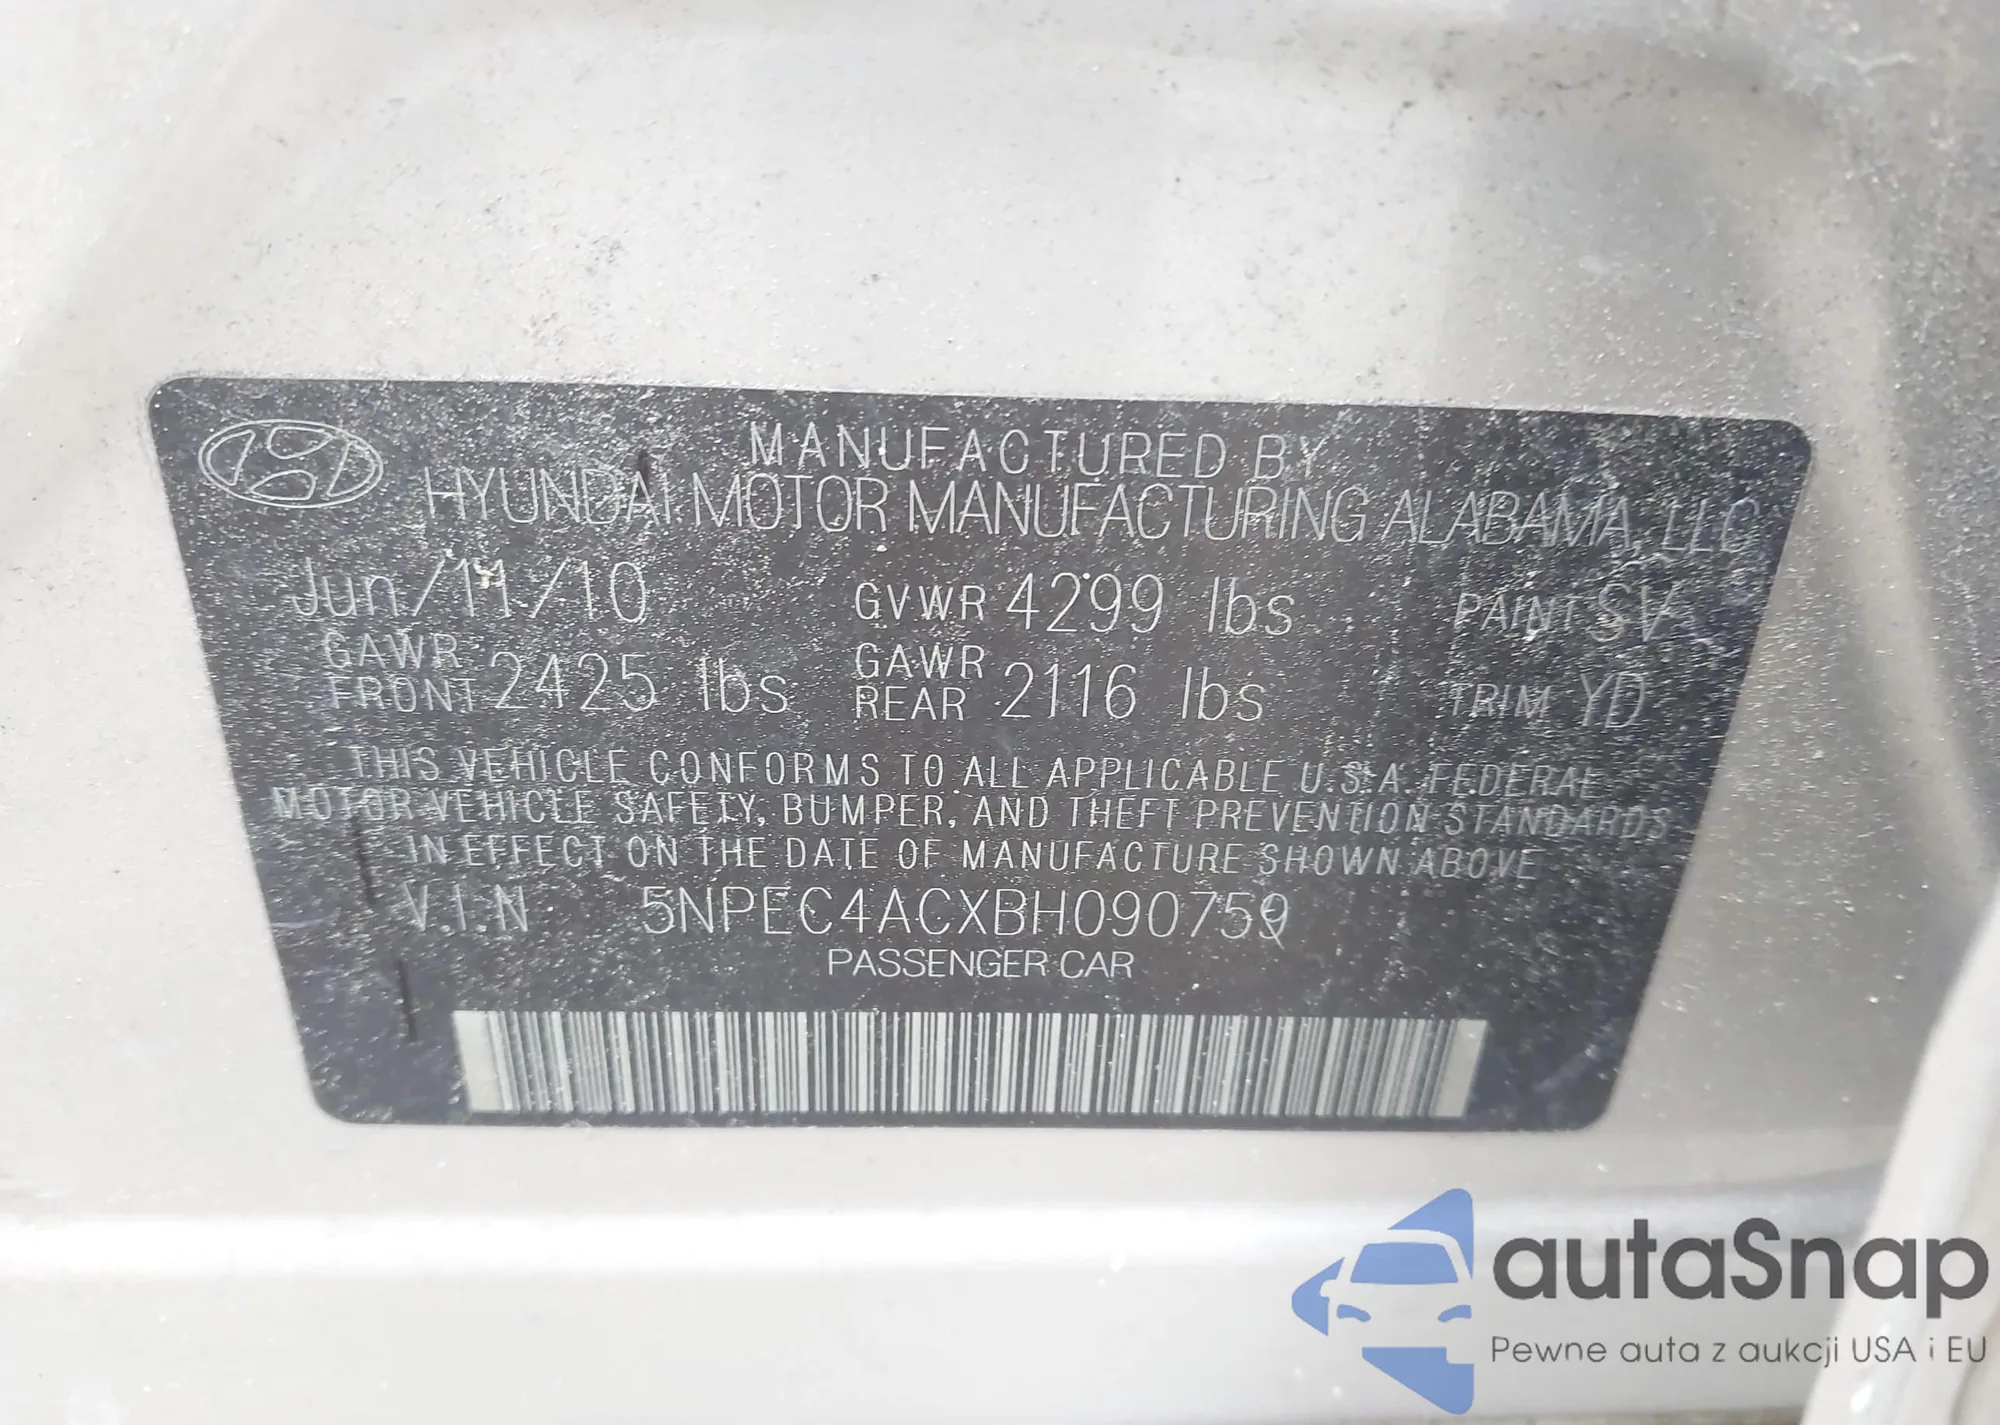 MANUFACTURED BY
HYUNDAI MOTOR MANUFACTURING ALABAMA, LLC
Jun/11/10 GVWR 4299 lbs PAINT SV
GAWR FRONT 2425 lbs GAWR REAR 2116 lbs TRIM YD
THIS VEHICLE CONFORMS TO ALL APPLICABLE U.S.A. FEDERAL
MOTOR VEHICLE SAFETY, BUMPER, AND THEFT PREVENTION STANDARDS
IN EFFECT ON THE DATE OF MANUFACTURE SHOWN ABOVE
V.I.N 5NPEC4ACXBH090759
PASSENGER CAR
autaSnap
Pewne auta z aukcji USA i EU